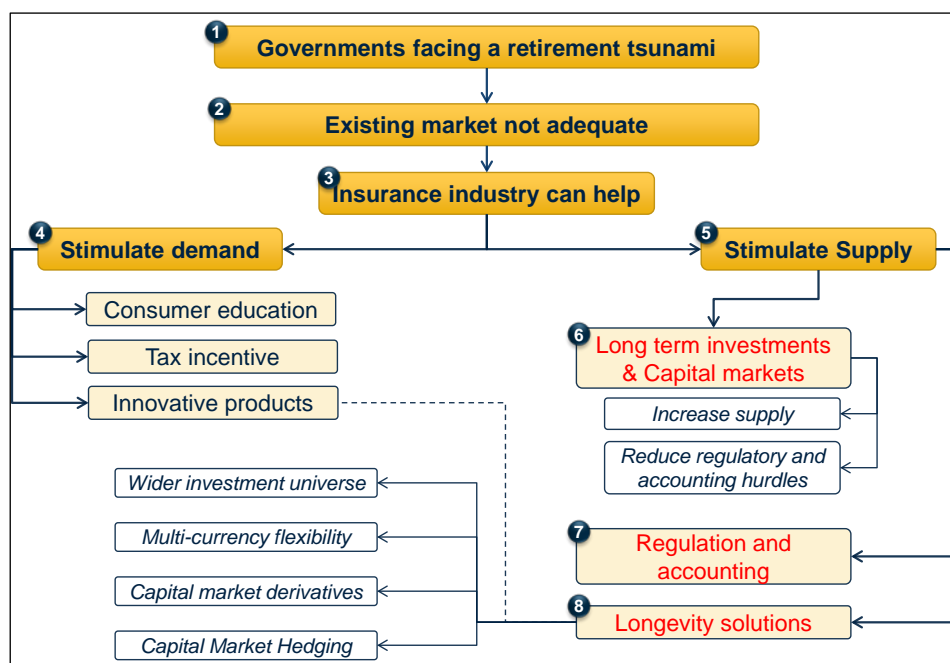 1
Governments facing a retirement tsunami
2
Existing market not adequate
3
Insurance industry can help
4
Stimulate demand
5
Stimulate Supply
Consumer education
Tax incentive
Innovative products
6
Long term investments
& Capital markets
Increase supply
Reduce regulatory and
accounting hurdles
Wider investment universe
Multi-currency flexibility
Capital market derivatives
Capital Market Hedging
7
Regulation and
accounting
8
Longevity solutions